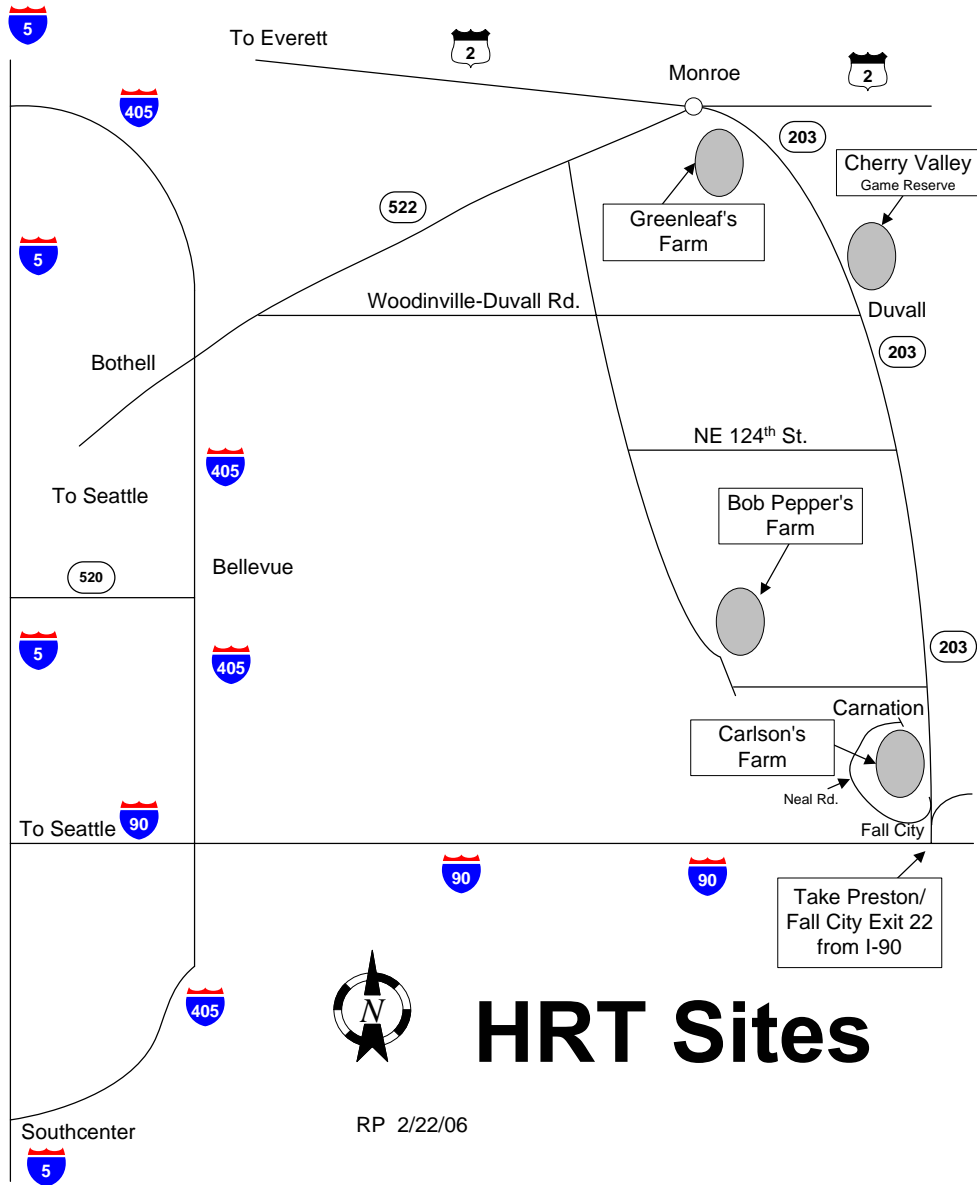 5
To Everett
2
Monroe
2
405
203
Cherry Valley
Game Reserve
522
Greenleaf's
Farm
5
Woodinville-Duvall Rd.
Duvall
203
Bothell
NE 124th St.
405
To Seattle
Bob Pepper's
Farm
Bellevue
520
5
405
203
Carnation
Carlson's
Farm
Neal Rd.
To Seattle
90
Fall City
90
90
Take Preston/
Fall City Exit 22
from I-90
405
N
HRT Sites
RP 2/22/06
Southcenter
5